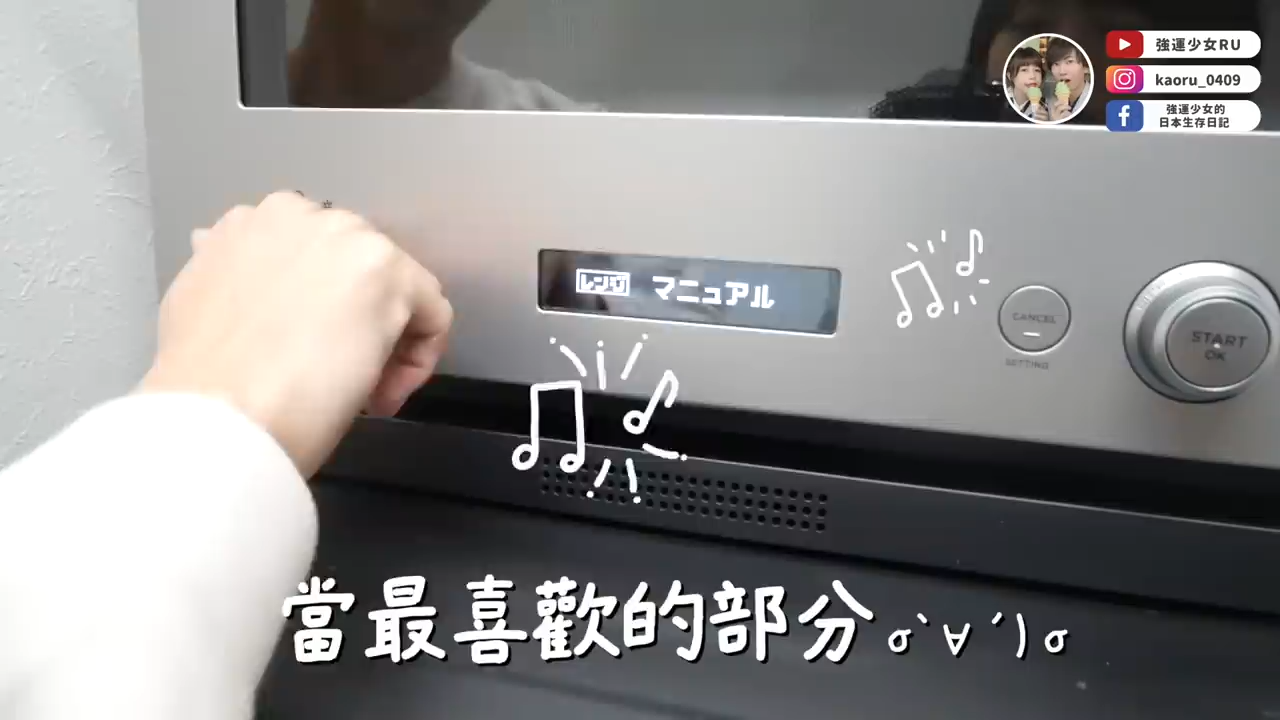 強運少女RU
kaoru_0409
強運少女的
日本生存日記
レンジ マニュアル
CANCEL
SETTING
START
OK
當最喜歡的部分σ`∀´)σ